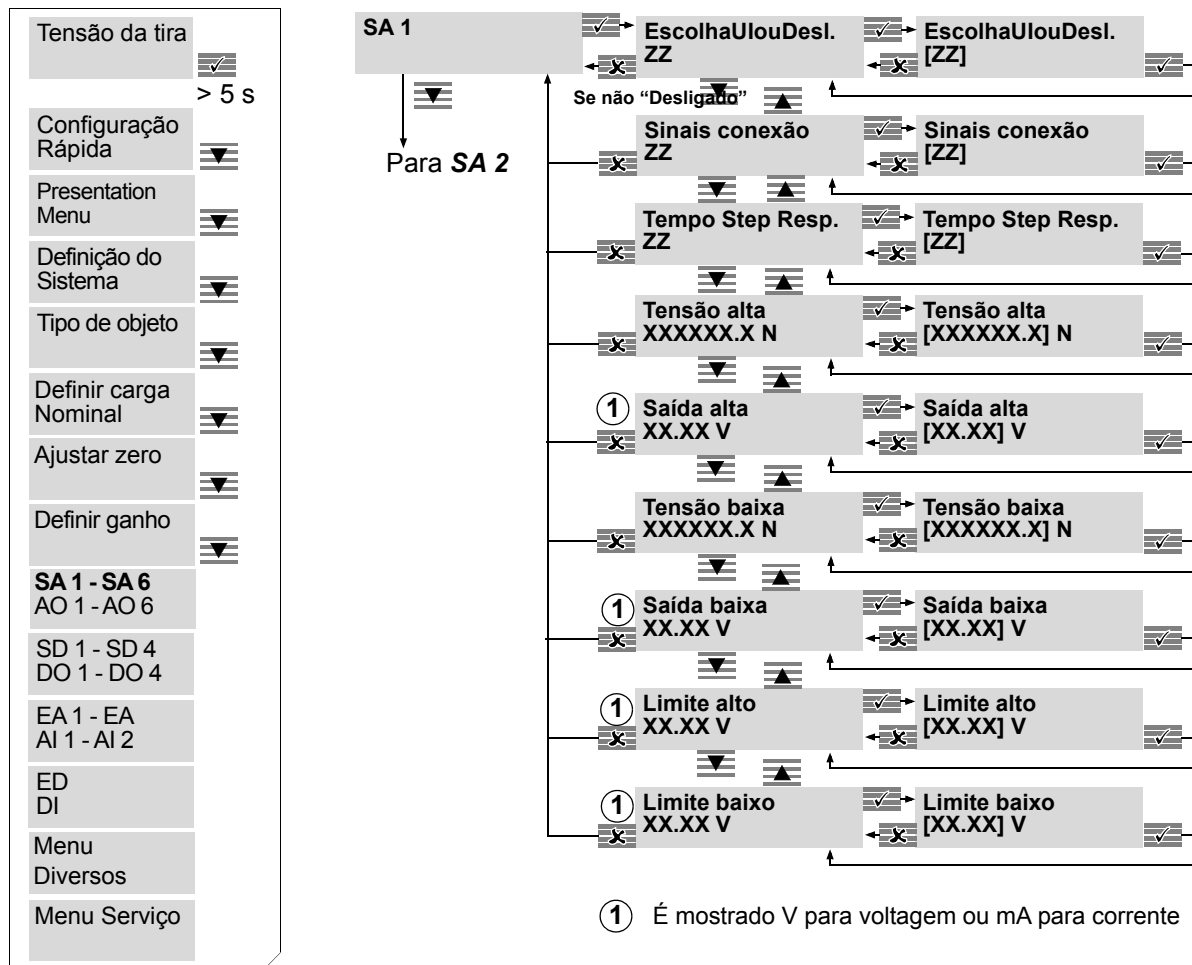 Tensão da tira
> 5 s
Configuração
Rápida
Presentation
Menu
Definição do
Sistema
Tipo de objeto
Definir carga
Nominal
Ajustar zero
Definir ganho
SA 1 - SA 6
AO 1 - AO 6
SD 1 - SD 4
DO 1 - DO 4
EA 1 - EA
AI 1 - AI 2
ED
DI
Menu
Diversos
Menu Serviço
SA 1
Para SA 2
EscolhaUIouDesl.
ZZ
EscolhaUIouDesl.
[ZZ]
Se não “Desligado”
Sinais conexão
ZZ
Sinais conexão
[ZZ]
Tempo Step Resp.
ZZ
Tempo Step Resp.
[ZZ]
Tensão alta
XXXXXX.X N
Tensão alta
[XXXXXX.X] N
1 Saída alta
XX.XX V
Saída alta
[XX.XX] V
Tensão baixa
XXXXXX.X N
Tensão baixa
[XXXXXX.X] N
1 Saída baixa
XX.XX V
Saída baixa
[XX.XX] V
1 Limite alto
XX.XX V
Limite alto
[XX.XX] V
1 Limite baixo
XX.XX V
Limite baixo
[XX.XX] V
1 É mostrado V para voltagem ou mA para corrente